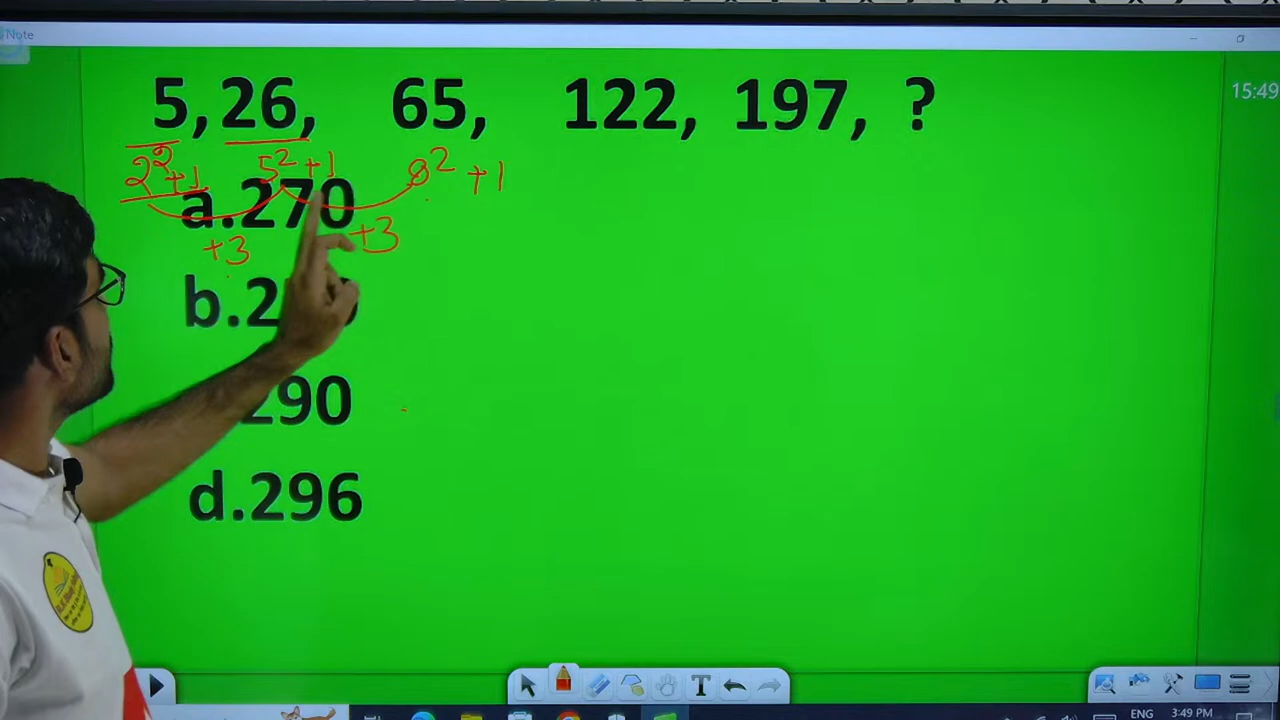 Note
15:49
5, 26, 65, 122, 197, ?
2²+1 5²+1 8²+1
a.270
+3 +3
b.2
290
d.296
T
ENG 3:49 PM